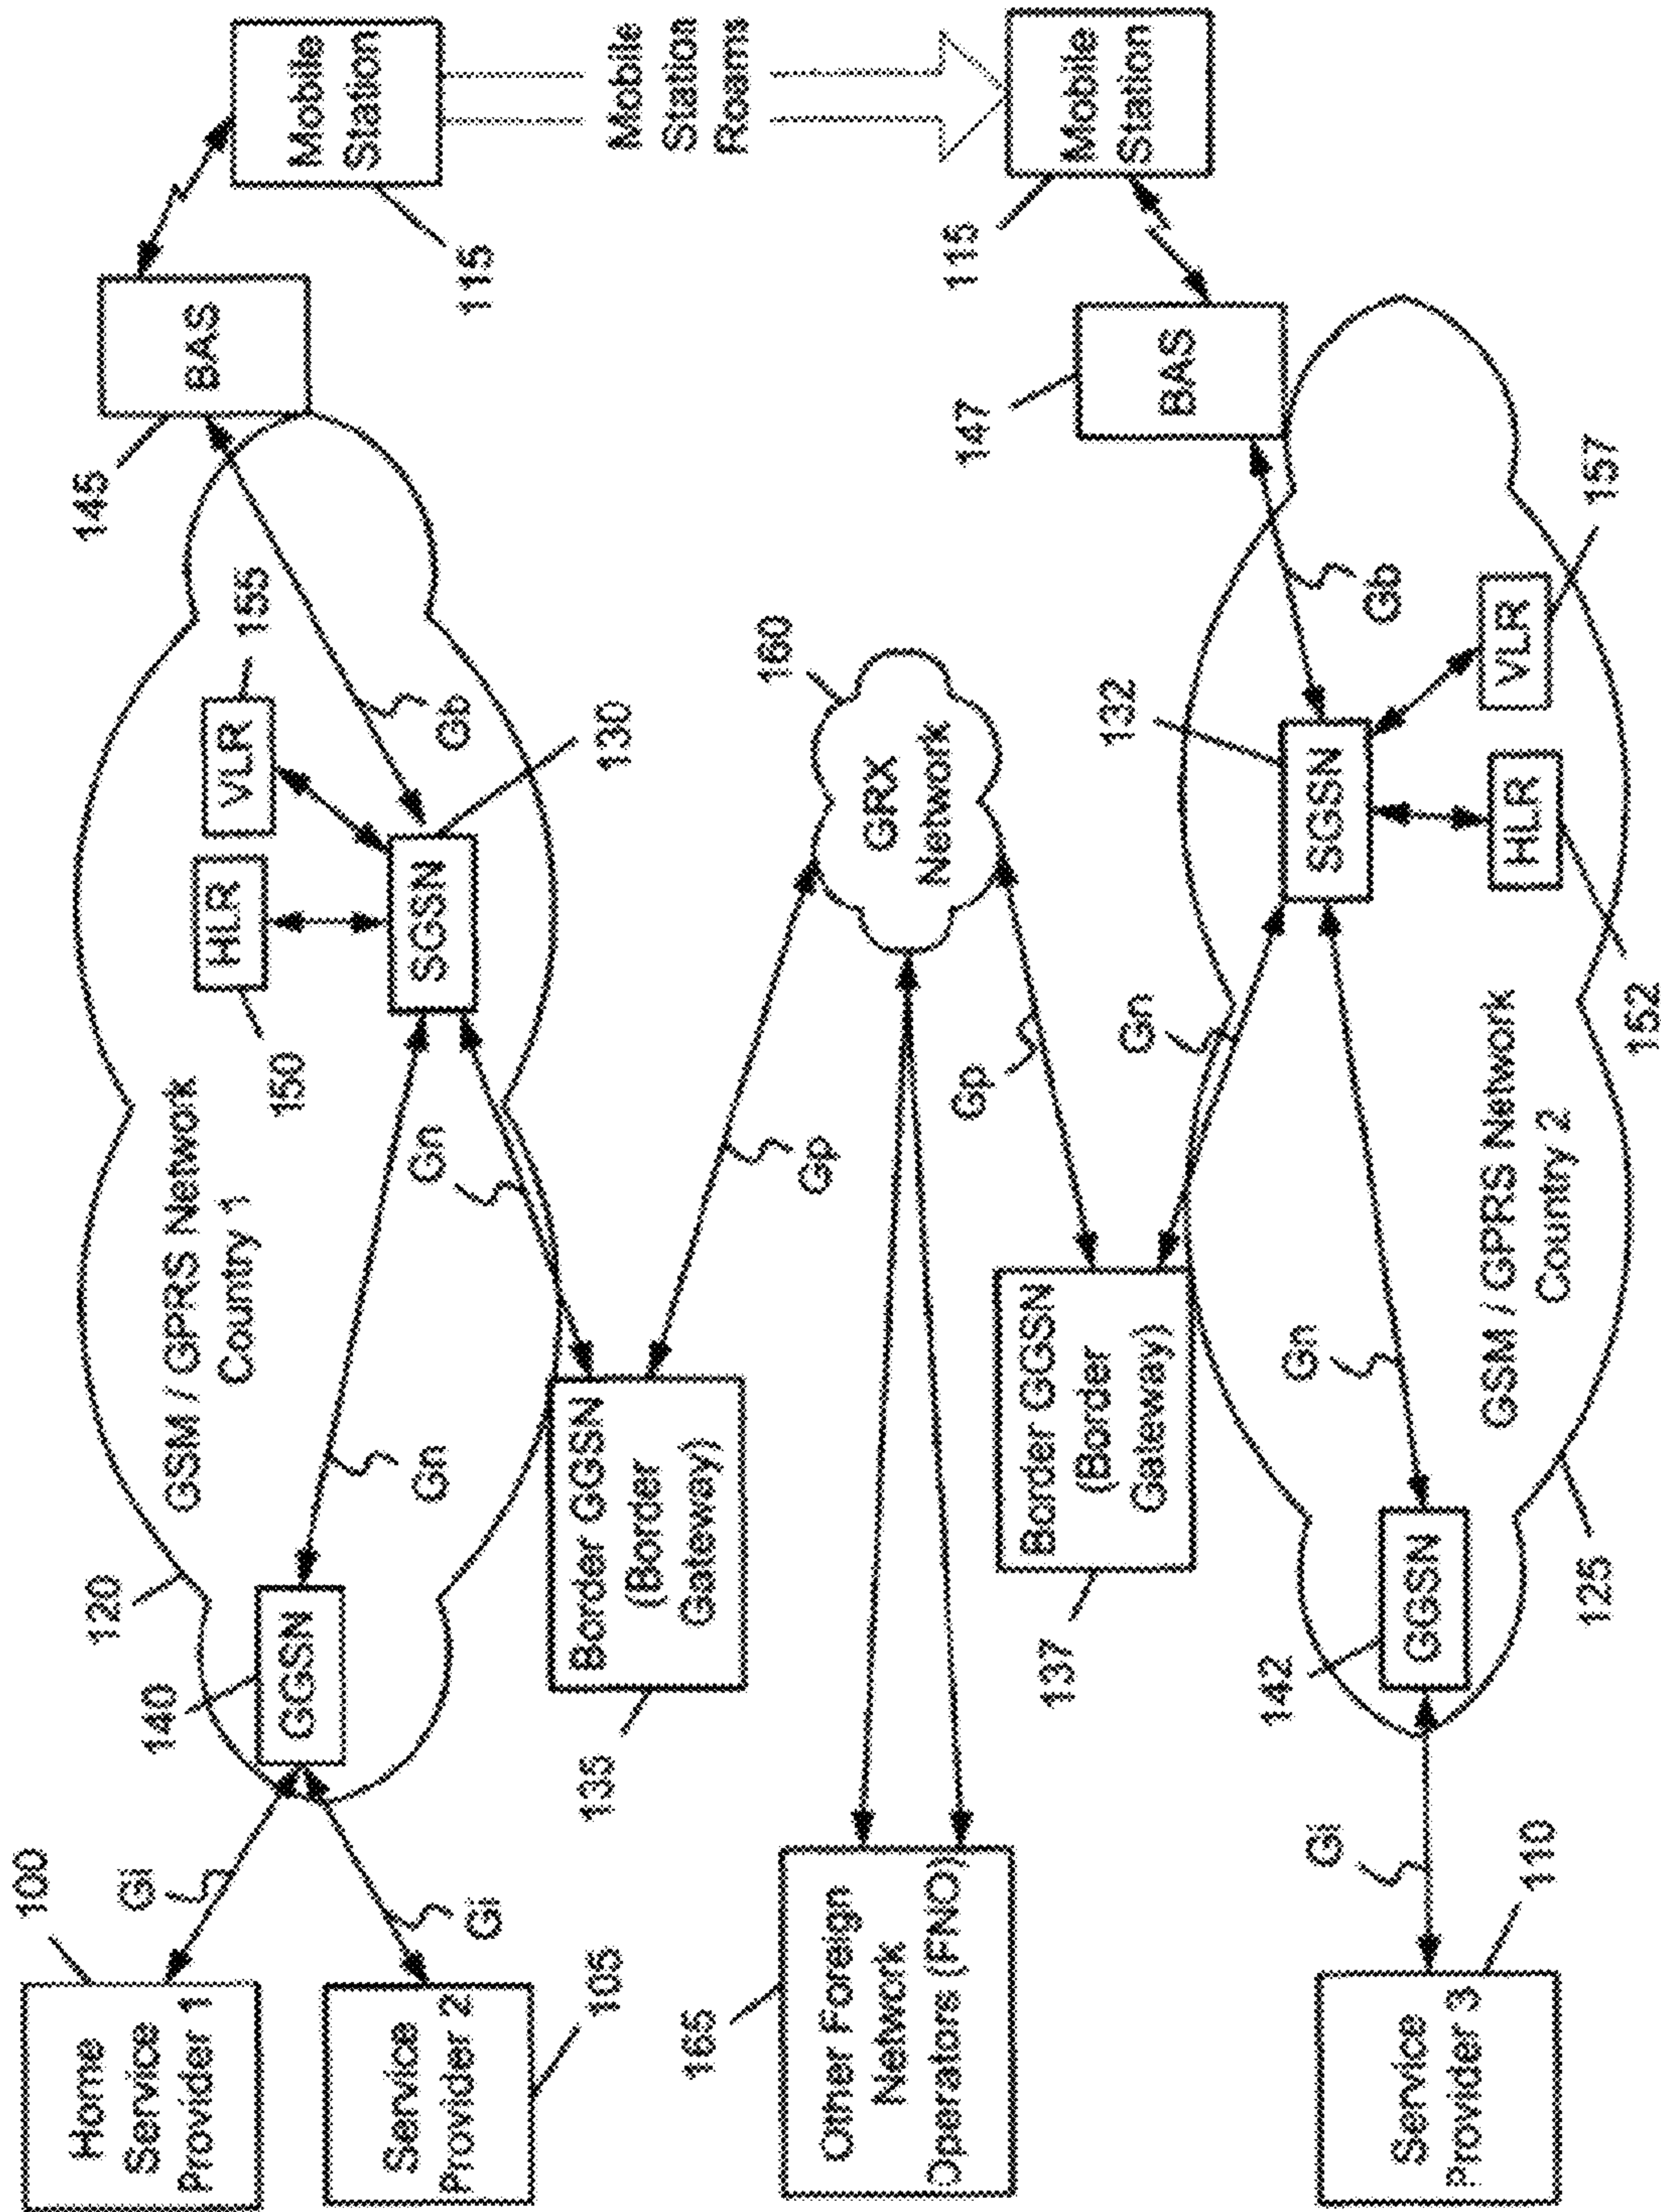 100
Home
Service
Provider 1
Gi
Gi
Service
Provider 2
105
120
140
GGSN
GSM / GPRS Network
Country 1
Gn
150
HLR
VLR
155
SGSN
130
Gn
Gb
145
BAS
Mobile
Station
115
Mobile
Station
Roams
135
Border GGSN
(Border
Gateway)
Gp
160
GRX
Network
165
Other Foreign
Network
Operators (FNO)
Gp
137
Border GGSN
(Border
Gateway)
Gn
132
SGSN
147
BAS
115
Mobile
Station
Gb
Gi
Service
Provider 3
110
142
GGSN
Gn
GSM / GPRS Network
Country 2
125
HLR
152
VLR
157